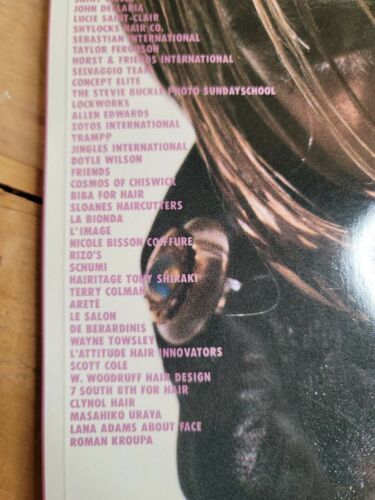 JOHN DELLARIA
LUCIE SAINT-CLAIR
SHYLOCKS HAIR CO.
SEBASTIAN INTERNATIONAL
TAYLOR FERGUSON
HORST & FRIENDS INTERNATIONAL
SELVAGGIO TEAM
CONCEPT ELITE
THE STEVIE BUCKLE PHOTO SUNDAYSCHOOL
LOCKWORKS
ALLEN EDWARDS
ZOTOS INTERNATIONAL
TRAMPP
JINGLES INTERNATIONAL
DOYLE WILSON
FRIENDS
COSMOS OF CHISWICK
BIBA FOR HAIR
SLOANES HAIRCUTTERS
LA BIONDA
L'IMAGE
NICOLE BISSON COIFFURE
RIZO'S
SCHUMI
HAIRITAGE TONY SHIRAKI
TERRY COLMAN
ARETÉ
LE SALON
DE BERARDINIS
WAYNE TOWSLEY
L'ATTITUDE HAIR INNOVATORS
SCOTT COLE
W. WOODRUFF HAIR DESIGN
7 SOUTH 8TH FOR HAIR
CLYNOL HAIR
MASAHIKO URAYA
LANA ADAMS ABOUT FACE
ROMAN KROUPA